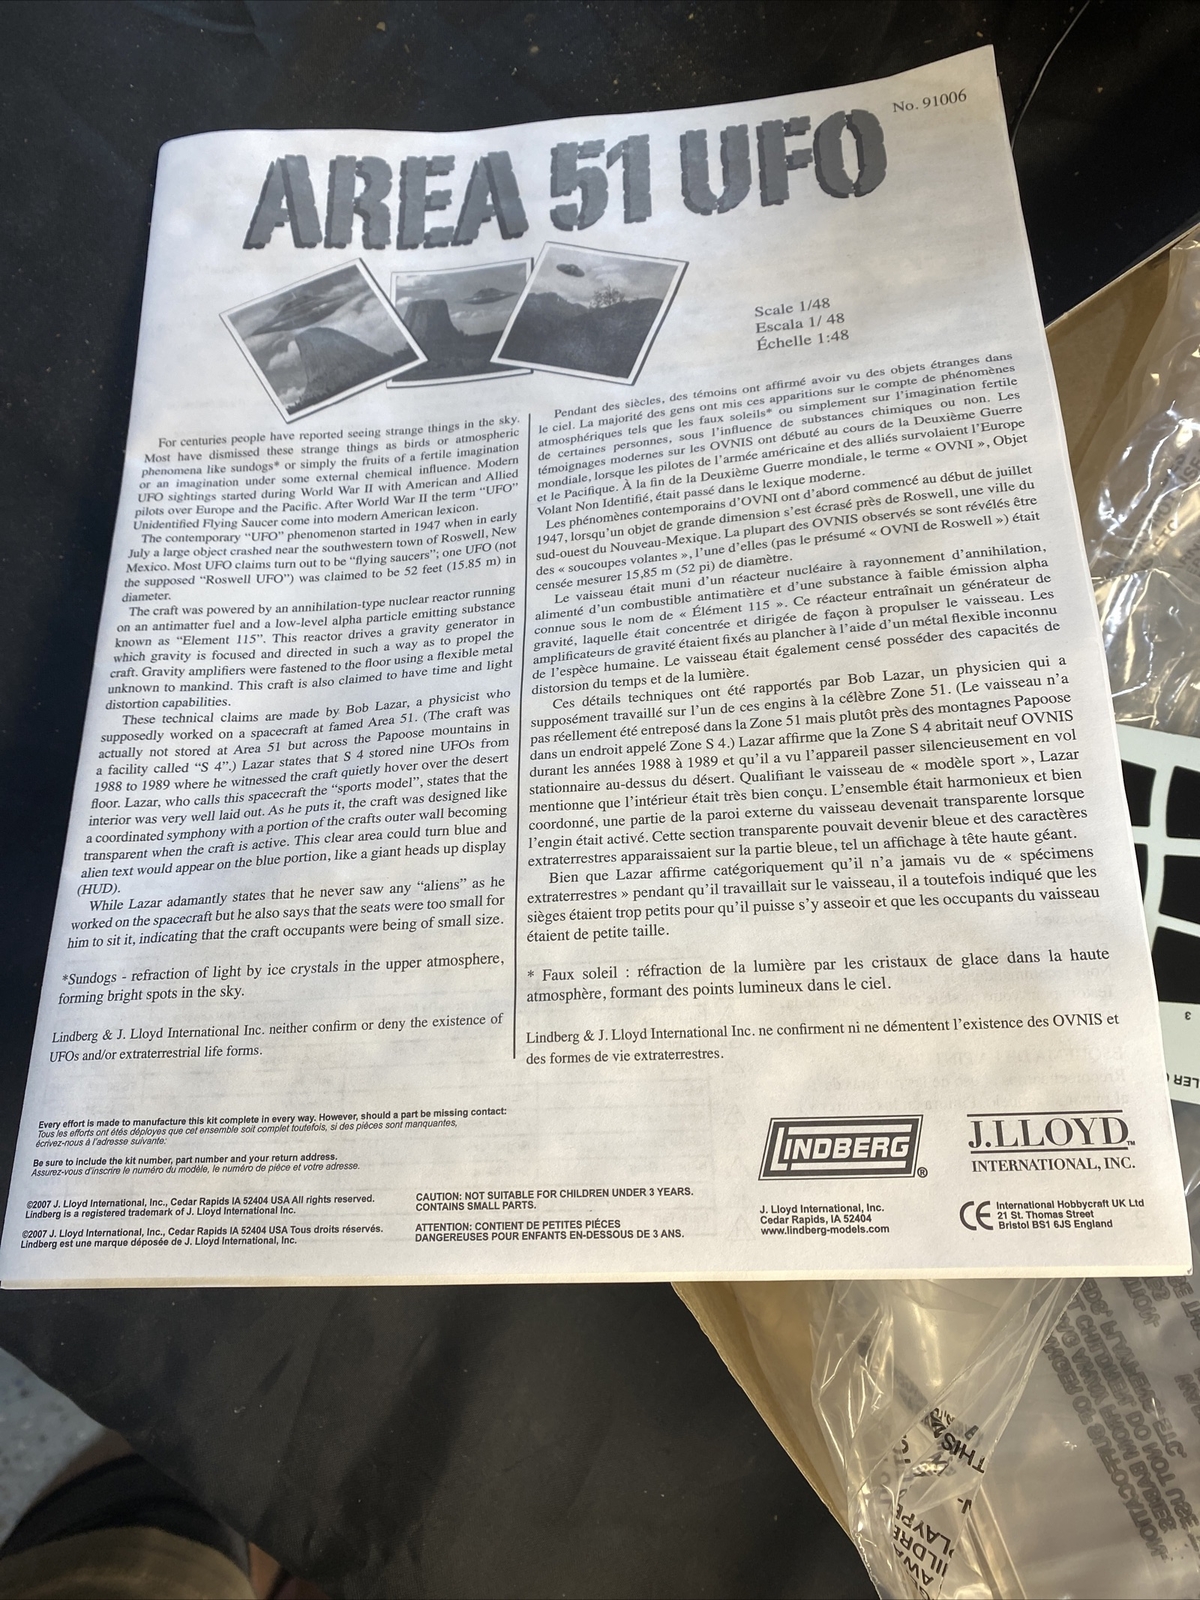 No. 91006
AREA 51 UFO
Scale 1/48
Escala 1/ 48
Échelle 1:48
For centuries people have reported seeing strange things in the sky.
Most have dismissed these strange things as birds or atmospheric
phenomena like sundogs* or simply the fruits of a fertile imagination
or an imagination under some external chemical influence. Modern
UFO sightings started during World War II with American and Allied
pilots over Europe and the Pacific. After World War II the term “UFO”
Unidentified Flying Saucer come into modern American lexicon.
The contemporary “UFO” phenomenon started in 1947 when in early
July a large object crashed near the southwestern town of Roswell, New
Mexico. Most UFO claims turn out to be “flying saucers”; one UFO (not
the supposed “Roswell UFO”) was claimed to be 52 feet (15.85 m) in
diameter.
The craft was powered by an annihilation-type nuclear reactor running
on an antimatter fuel and a low-level alpha particle emitting substance
known as “Element 115”. This reactor drives a gravity generator in
which gravity is focused and directed in such a way as to propel the
craft. Gravity amplifiers were fastened to the floor using a flexible metal
unknown to mankind. This craft is also claimed to have time and light
distortion capabilities.
These technical claims are made by Bob Lazar, a physicist who
supposedly worked on a spacecraft at famed Area 51. (The craft was
actually not stored at Area 51 but across the Papoose mountains in
a facility called “S 4”.) Lazar states that S 4 stored nine UFOs from
1988 to 1989 where he witnessed the craft quietly hover over the desert
floor. Lazar, who calls this spacecraft the “sports model”, states that the
interior was very well laid out. As he puts it, the craft was designed like
a coordinated symphony with a portion of the crafts outer wall becoming
transparent when the craft is active. This clear area could turn blue and
alien text would appear on the blue portion, like a giant heads up display
(HUD).
While Lazar adamantly states that he never saw any “aliens” as he
worked on the spacecraft but he also says that the seats were too small for
him to sit it, indicating that the craft occupants were being of small size.
*Sundogs - refraction of light by ice crystals in the upper atmosphere,
forming bright spots in the sky.
Lindberg & J. Lloyd International Inc. neither confirm or deny the existence of
UFOs and/or extraterrestrial life forms.
Pendant des siècles, des témoins ont affirmé avoir vu des objets étranges dans
le ciel. La majorité des gens ont mis ces apparitions sur le compte de phénomènes
atmosphériques tels que les faux soleils* ou simplement sur l’imagination fertile
de certaines personnes, sous l’influence de substances chimiques ou non. Les
témoignages modernes sur les OVNIS ont débuté au cours de la Deuxième Guerre
mondiale, lorsque les pilotes de l’armée américaine et des alliés survolaient l’Europe
et le Pacifique. À la fin de la Deuxième Guerre mondiale, le terme « OVNI », Objet
Volant Non Identifié, était passé dans le lexique moderne.
Les phénomènes contemporains d’OVNI ont d’abord commencé au début de juillet
1947, lorsqu’un objet de grande dimension s’est écrasé près de Roswell, une ville du
sud-ouest du Nouveau-Mexique. La plupart des OVNIS observés se sont révélés être
des « soucoupes volantes », l’une d’elles (pas le présumé « OVNI de Roswell ») était
censée mesurer 15,85 m (52 pi) de diamètre.
Le vaisseau était muni d’un réacteur nucléaire à rayonnement d’annihilation,
alimenté d’un combustible antimatière et d’une substance à faible émission alpha
connue sous le nom de « Élément 115 ». Ce réacteur entraînait un générateur de
gravité, laquelle était concentrée et dirigée de façon à propulser le vaisseau. Les
amplificateurs de gravité étaient fixés au plancher à l’aide d’un métal flexible inconnu
de l’espèce humaine. Le vaisseau était également censé posséder des capacités de
distorsion du temps et de la lumière.
Ces détails techniques ont été rapportés par Bob Lazar, un physicien qui a
supposément travaillé sur l’un de ces engins à la célèbre Zone 51. (Le vaisseau n’a
pas réellement été entreposé dans la Zone 51 mais plutôt près des montagnes Papoose
dans un endroit appelé Zone S 4.) Lazar affirme que la Zone S 4 abritait neuf OVNIS
durant les années 1988 à 1989 et qu’il a vu l’appareil passer silencieusement en vol
stationnaire au-dessus du désert. Qualifiant le vaisseau de « modèle sport », Lazar
mentionne que l’intérieur était très bien conçu. L’ensemble était harmonieux et bien
coordonné, une partie de la paroi externe du vaisseau devenait transparente lorsque
l’engin était activé. Cette section transparente pouvait devenir bleue et des caractères
extraterrestres apparaissaient sur la partie bleue, tel un affichage à tête haute géant.
Bien que Lazar affirme catégoriquement qu’il n’a jamais vu de « spécimens
extraterrestres » pendant qu’il travaillait sur le vaisseau, il a toutefois indiqué que les
sièges étaient trop petits pour qu’il puisse s’y asseoir et que les occupants du vaisseau
étaient de petite taille.
* Faux soleil : réfraction de la lumière par les cristaux de glace dans la haute
atmosphère, formant des points lumineux dans le ciel.
Lindberg & J. Lloyd International Inc. ne confirment ni ne démentent l’existence des OVNIS et
des formes de vie extraterrestres.
Every effort is made to manufacture this kit complete in every way. However, should a part be missing contact:
Tous les efforts ont étés déployes que cet ensemble soit complet toutefois, si des pièces sont manquantes,
écrivez-nous à l’adresse suivante:
Be sure to include the kit number, part number and your return address.
Assurez-vous d’inscrire le numéro du modèle, le numéro de pièce et votre adresse.
©2007 J. Lloyd International, Inc., Cedar Rapids IA 52404 USA All rights reserved.
Lindberg is a registered trademark of J. Lloyd International, Inc.
©2007 J. Lloyd International, Inc., Cedar Rapids IA 52404 USA Tous droits réservés.
Lindberg est une marque déposée de J. Lloyd International, Inc.
CAUTION: NOT SUITABLE FOR CHILDREN UNDER 3 YEARS.
CONTAINS SMALL PARTS.
ATTENTION: CONTIENT DE PETITES PIÉCES
DANGEREUSES POUR ENFANTS EN-DESSOUS DE 3 ANS.
LINDBERG®
J. Lloyd International, Inc.
Cedar Rapids, IA 52404
www.lindberg-models.com
J.LLOYD™
INTERNATIONAL, INC.
CE
International Hobbycraft UK Ltd
21 St. Thomas Street
Bristol BS1 6JS England
3
THIS